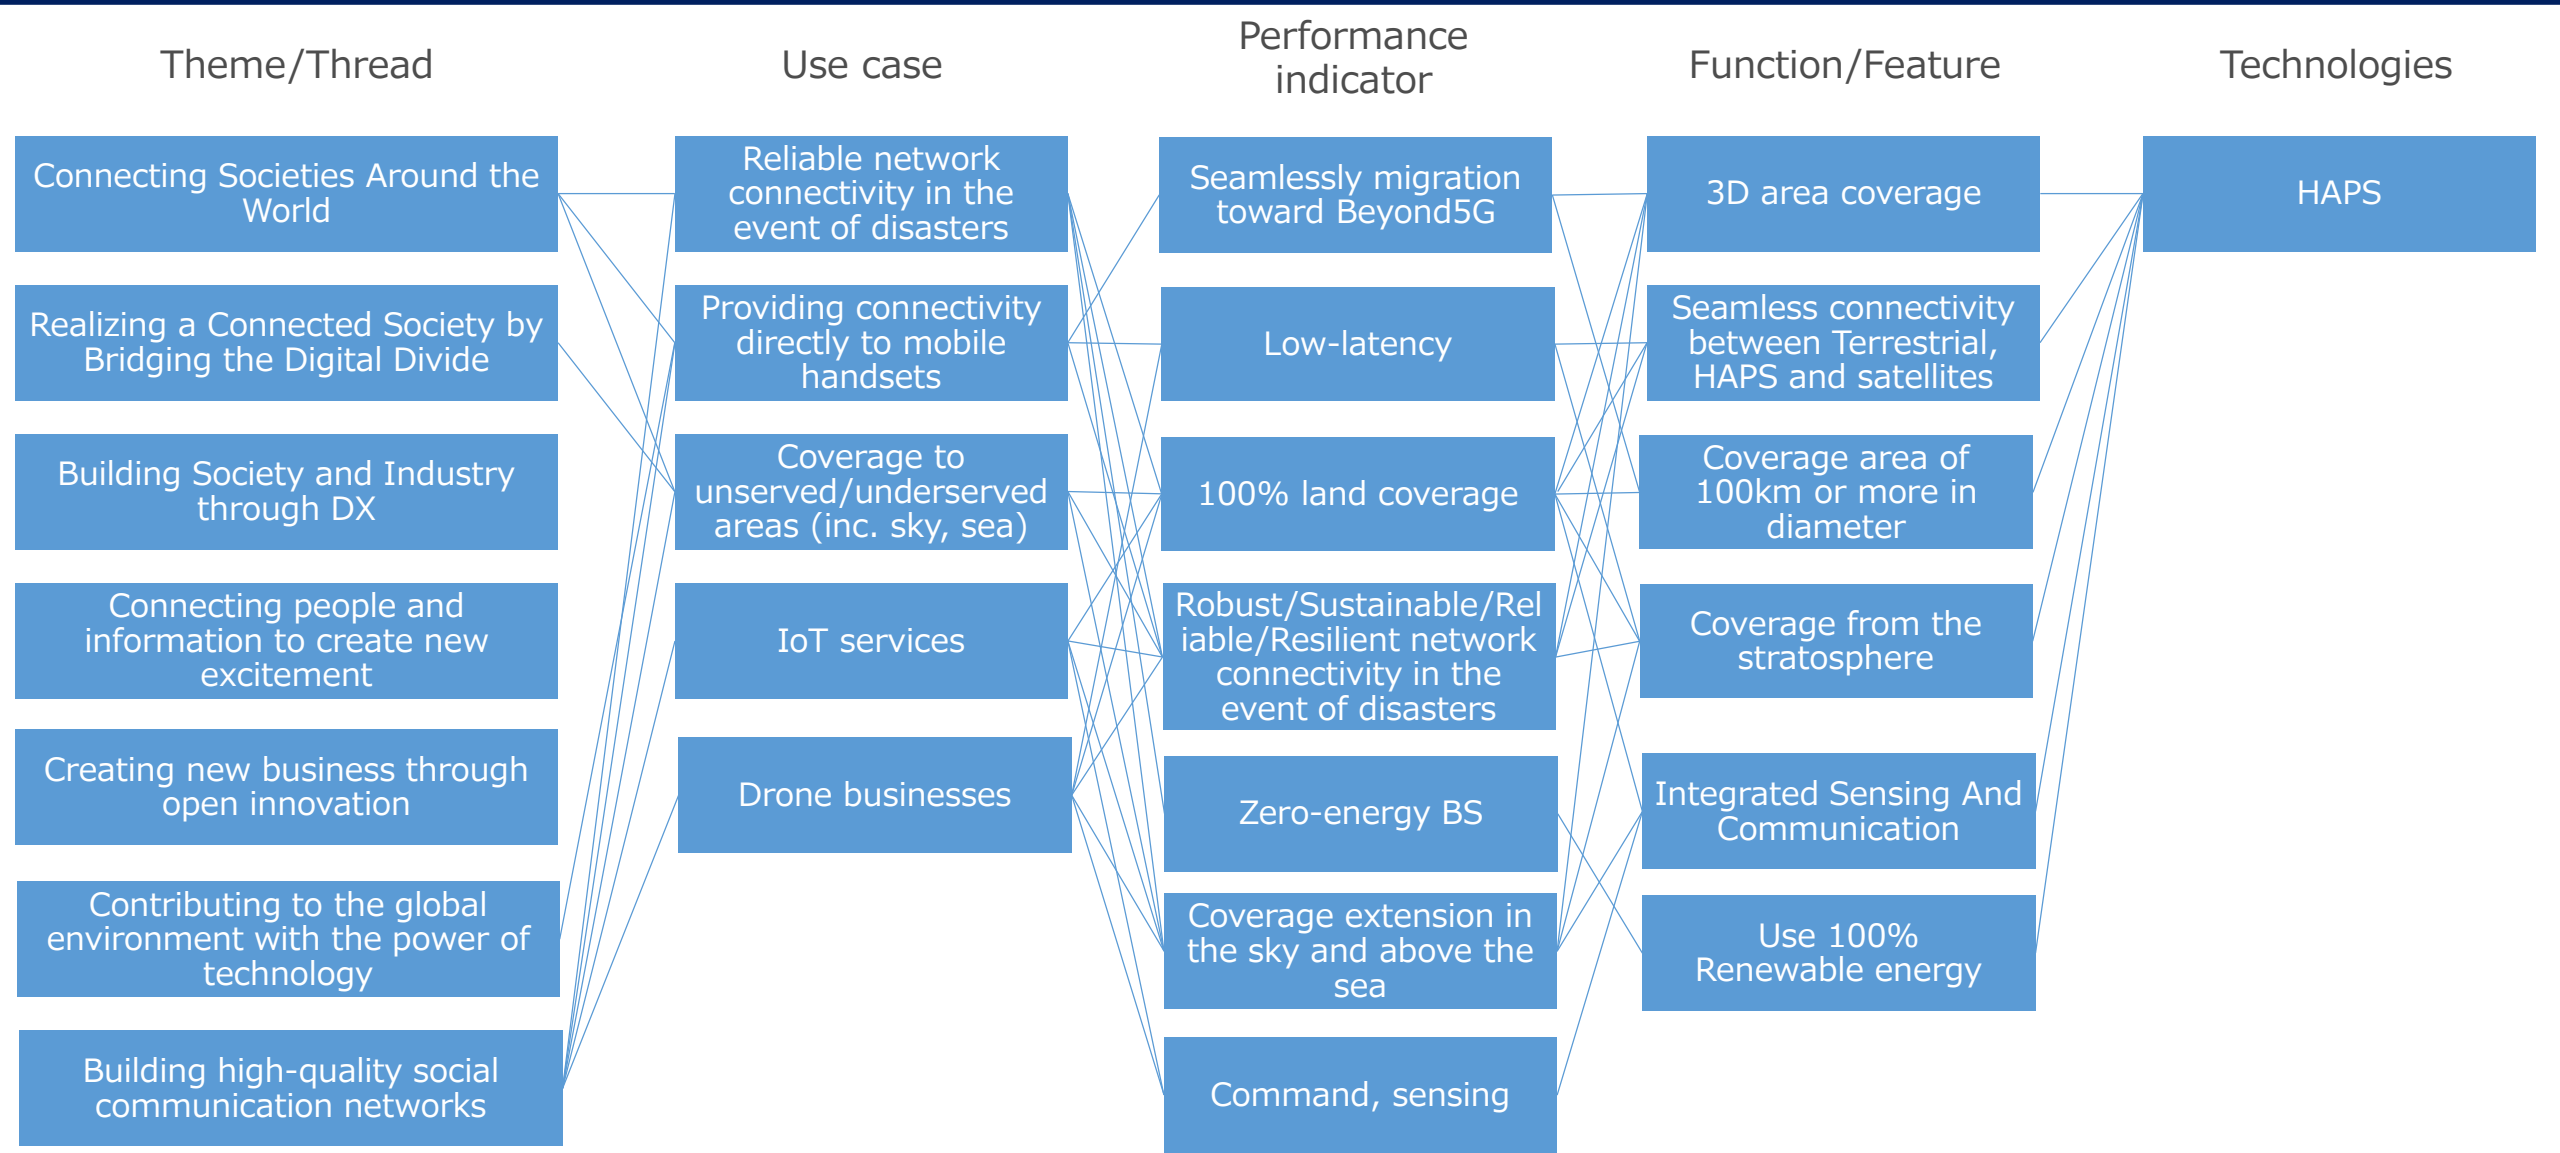 Theme/Thread
Use case
Performance
indicator
Function/Feature
Technologies
Connecting Societies Around the
World
Realizing a Connected Society by
Bridging the Digital Divide
Building Society and Industry
through DX
Connecting people and
information to create new
excitement
Creating new business through
open innovation
Contributing to the global
environment with the power of
technology
Building high-quality social
communication networks
Reliable network
connectivity in the
event of disasters
Providing connectivity
directly to mobile
handsets
Coverage to
unserved/underserved
areas (inc. sky, sea)
IoT services
Drone businesses
Seamlessly migration
toward Beyond5G
Low-latency
100% land coverage
Robust/Sustainable/Rel
iable/Resilient network
connectivity in the
event of disasters
Zero-energy BS
Coverage extension in
the sky and above the
sea
Command, sensing
3D area coverage
Seamless connectivity
between Terrestrial,
HAPS and satellites
Coverage area of
100km or more in
diameter
Coverage from the
stratosphere
Integrated Sensing And
Communication
Use 100%
Renewable energy
HAPS